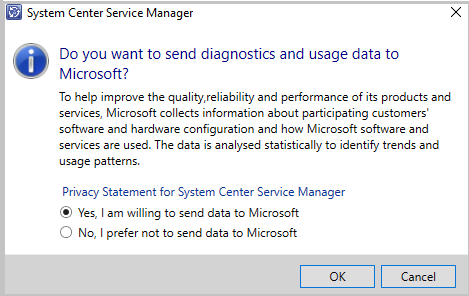 System Center Service Manager
Do you want to send diagnostics and usage data to
Microsoft?
To help improve the quality,reliability and performance of its products and
services, Microsoft collects information about participating customers'
software and hardware configuration and how Microsoft software and
services are used. The data is analysed statistically to identify trends and
usage patterns.
Privacy Statement for System Center Service Manager
Yes, I am willing to send data to Microsoft
No, I prefer not to send data to Microsoft
OK
Cancel